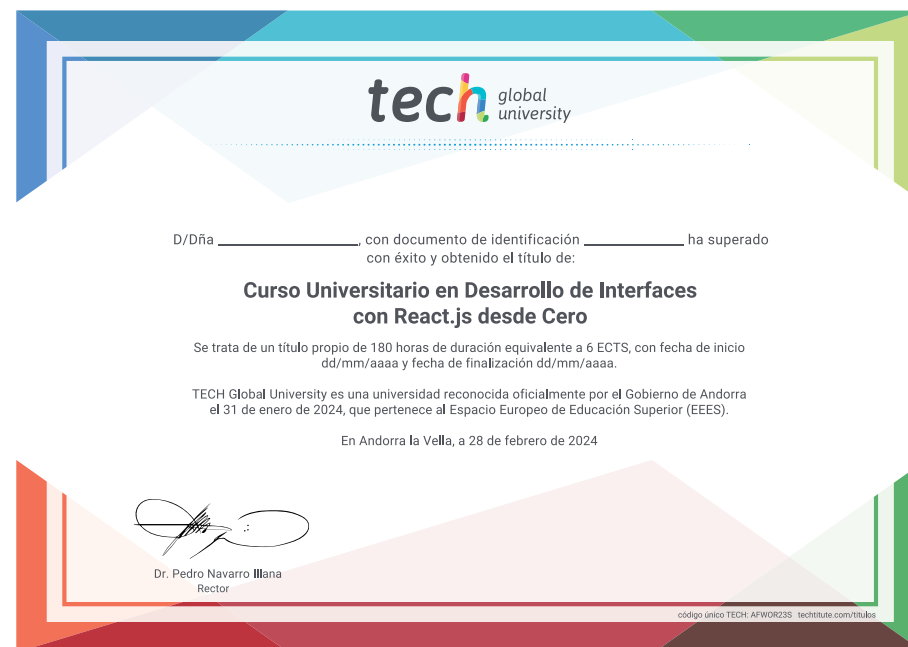 tech global university
D/Dña ____________________, con documento de identificación ______________ ha superado
con éxito y obtenido el título de:
Curso Universitario en Desarrollo de Interfaces
con React.js desde Cero
Se trata de un título propio de 180 horas de duración equivalente a 6 ECTS, con fecha de inicio
dd/mm/aaaa y fecha de finalización dd/mm/aaaa.
TECH Global University es una universidad reconocida oficialmente por el Gobierno de Andorra
el 31 de enero de 2024, que pertenece al Espacio Europeo de Educación Superior (EEES).
En Andorra la Vella, a 28 de febrero de 2024
Dr. Pedro Navarro Illana
Rector
código único TECH: AFWOR23S techtitute.com/titulos